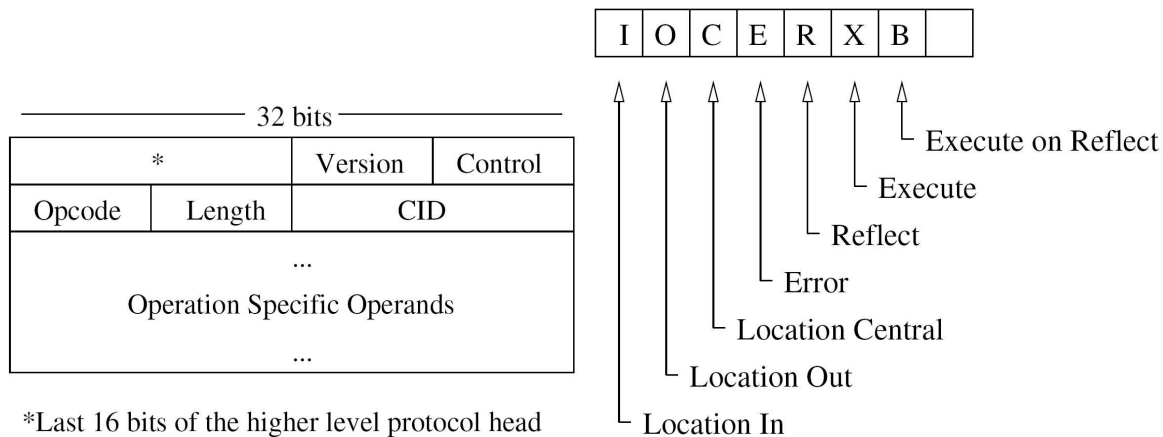 I O C E R X B
32 bits
* Version Control
Opcode Length CID
...
Operation Specific Operands
...
*Last 16 bits of the higher level protocol head
Execute on Reflect
Execute
Reflect
Error
Location Central
Location Out
Location In